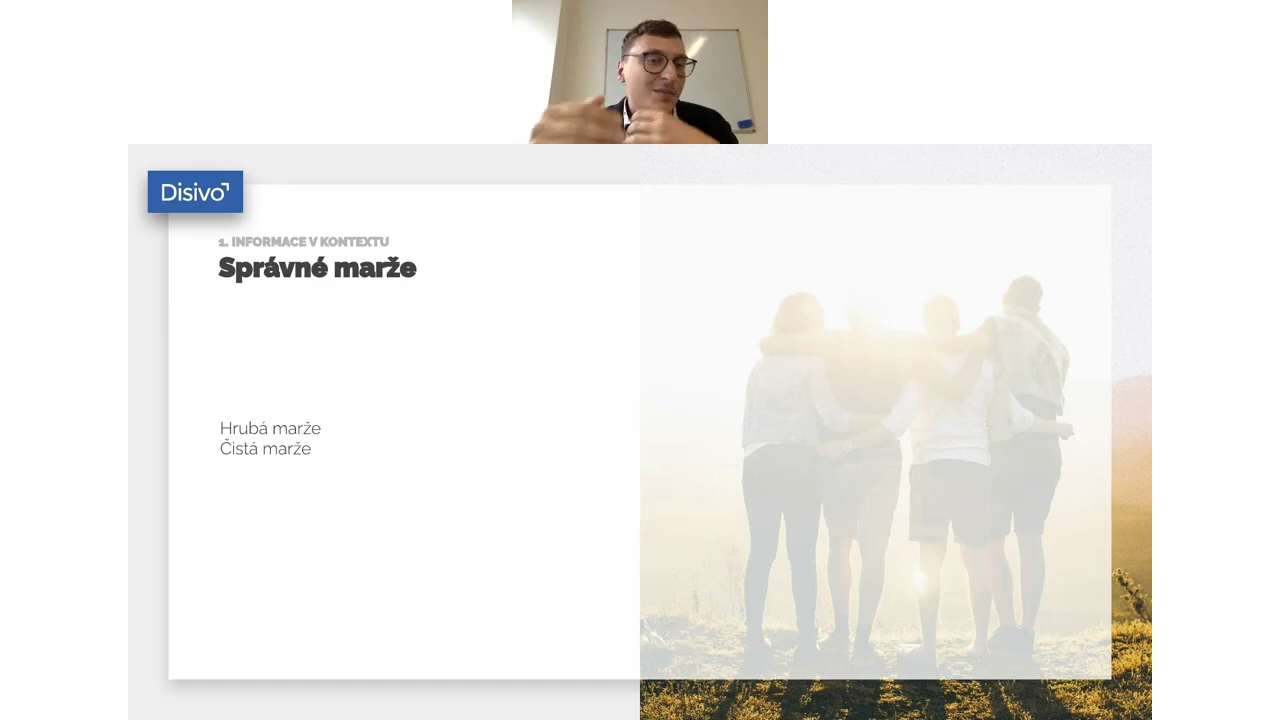 Disivo
1. INFORMACE V KONTEXTU
Správné marže
Hrubá marže
Čistá marže